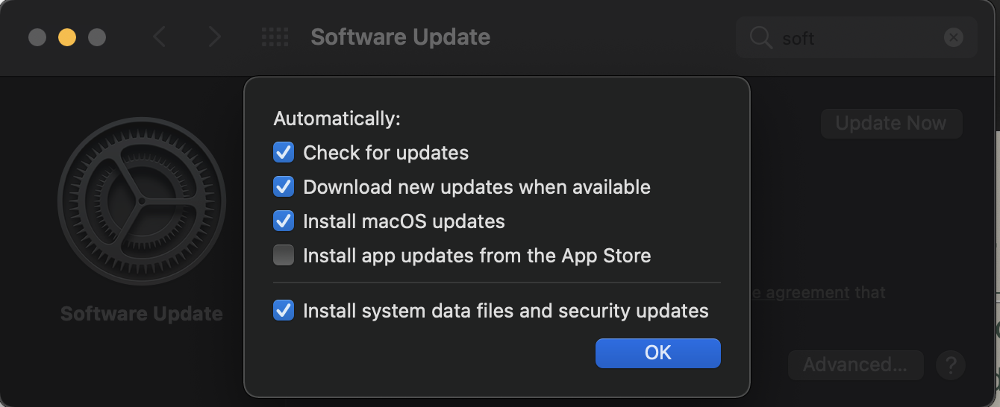 Software Update
soft
Automatically:
Check for updates
Update Now
Download new updates when available
Install macOS updates
Install app updates from the App Store
e agreement that
Software Update
Install system data files and security updates
OK
Advanced...
?